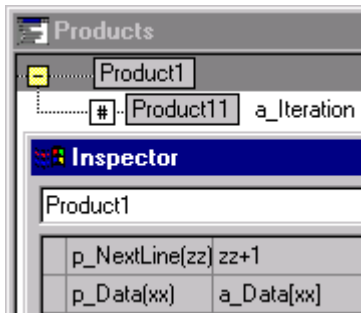 Products
Product1
# Product11 a_Iteration
Inspector
Product1
p_NextLine(zz) zz+1
p_Data(xx) a_Data[xx]